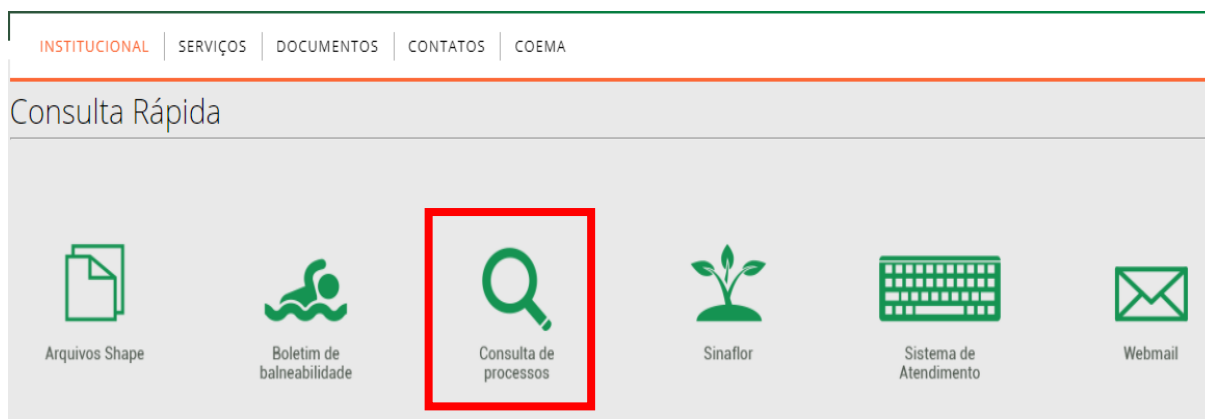 INSTITUCIONAL SERVIÇOS DOCUMENTOS CONTATOS COEMA
Consulta Rápida
Arquivos Shape
Boletim de
balneabilidade
Consulta de
processos
Sinaflor
Sistema de
Atendimento
Webmail